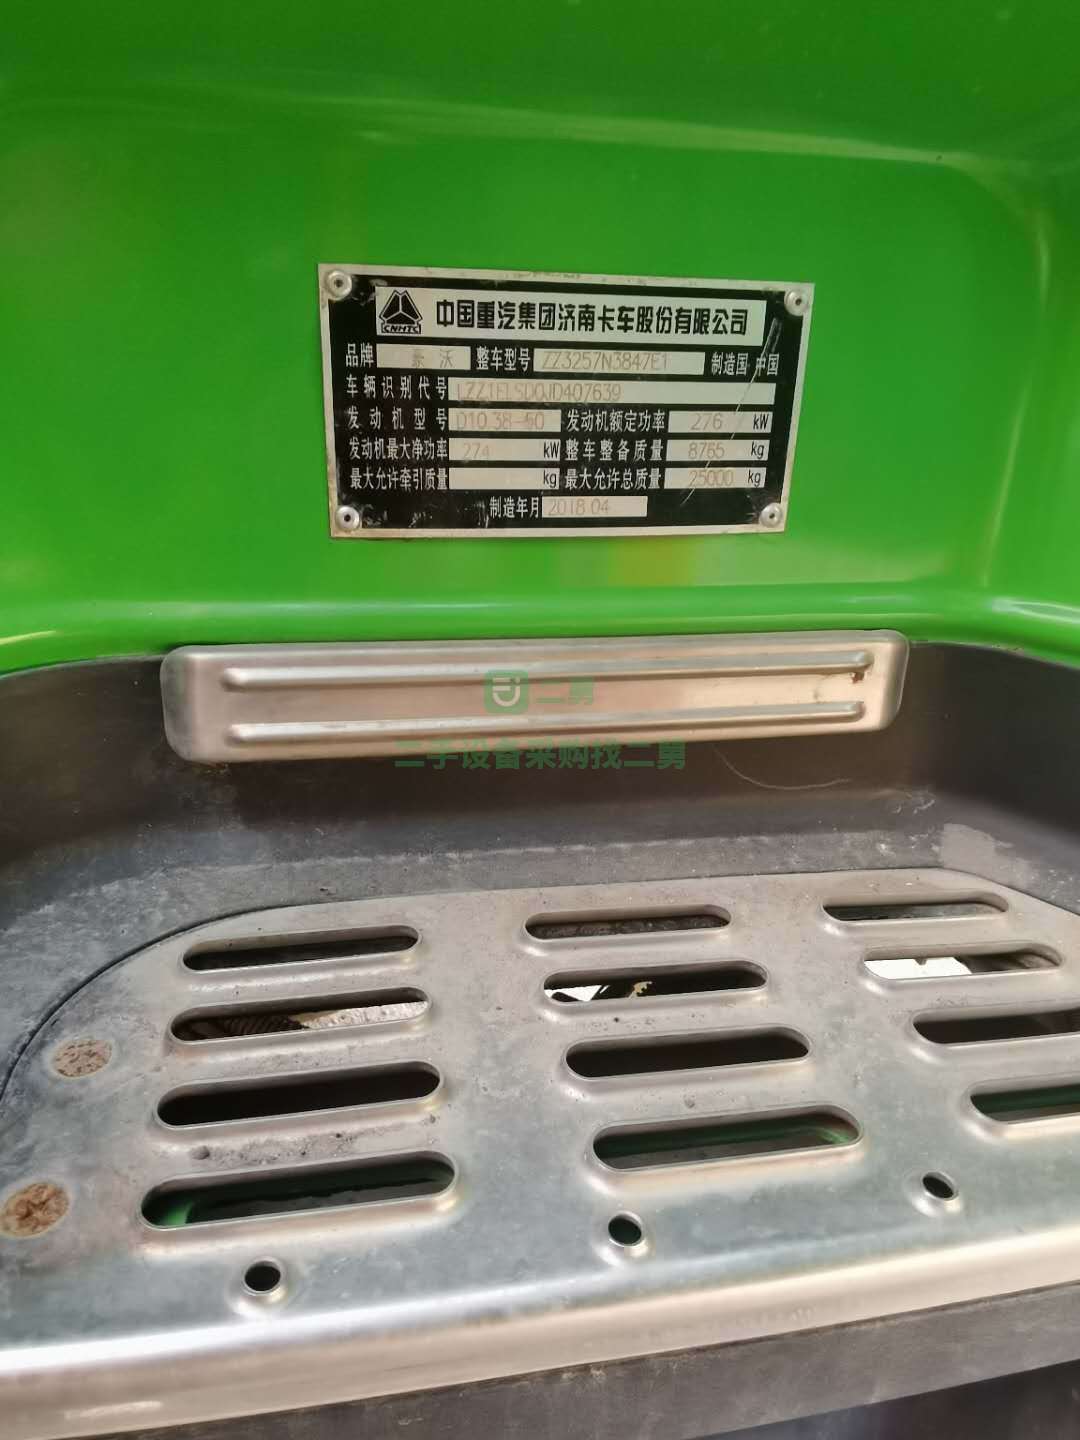 CNHTC 中国重汽集团济南卡车股份有限公司
品牌 豪沃 整车型号 ZZ3257N3847E1 制造国 中国
车辆识别代号 LZZ1ELSD0JD407639
发动机型号 D10.38-50 发动机额定功率 276 kW
发动机最大净功率 274 kW 整车整备质量 8765 kg
最大允许牵引质量 kg 最大允许总质量 25000 kg
制造年月 2018.04
二舅
二手设备采购找二舅